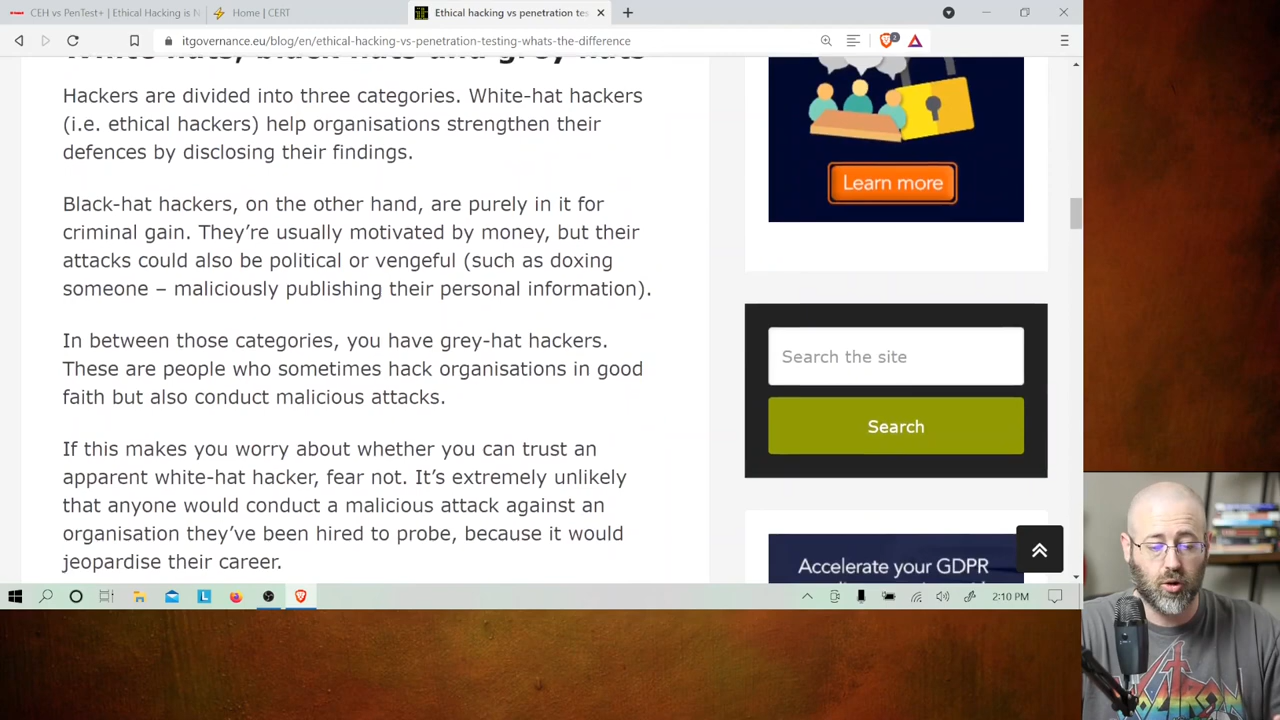 CEH vs PenTest+ | Ethical Hacking is N
Home | CERT
Ethical hacking vs penetration tes
itgovernance.eu/blog/en/ethical-hacking-vs-penetration-testing-whats-the-difference
2
White hats, black hats and grey hats
Hackers are divided into three categories. White-hat hackers
(i.e. ethical hackers) help organisations strengthen their
defences by disclosing their findings.
Black-hat hackers, on the other hand, are purely in it for
criminal gain. They’re usually motivated by money, but their
attacks could also be political or vengeful (such as doxing
someone – maliciously publishing their personal information).
In between those categories, you have grey-hat hackers.
These are people who sometimes hack organisations in good
faith but also conduct malicious attacks.
If this makes you worry about whether you can trust an
apparent white-hat hacker, fear not. It’s extremely unlikely
that anyone would conduct a malicious attack against an
organisation they’ve been hired to probe, because it would
jeopardise their career.
Learn more
Search the site
Search
Accelerate your GDPR
L
2:10 PM